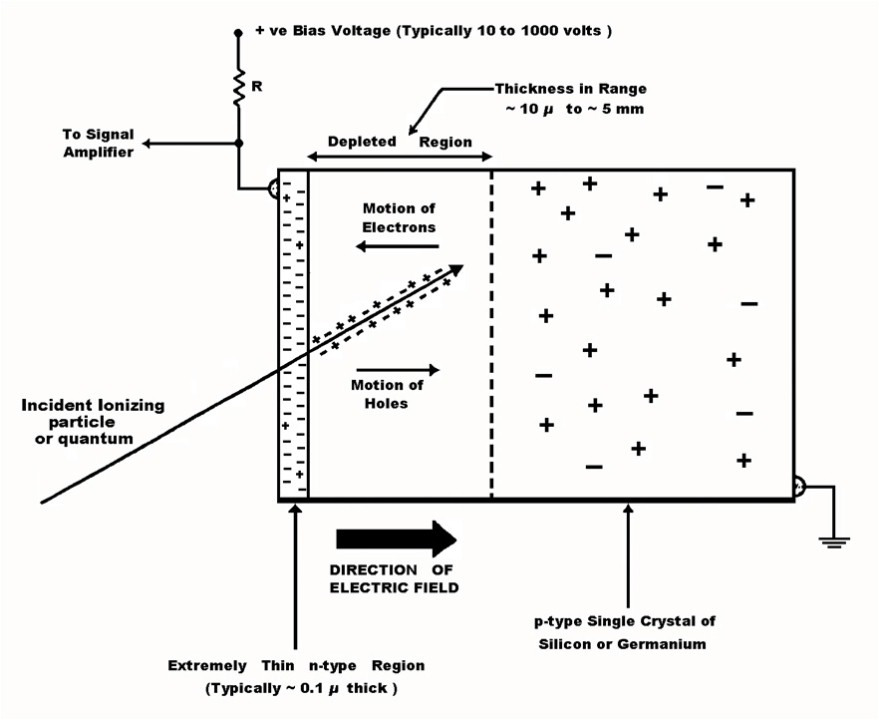 + ve Bias Voltage (Typically 10 to 1000 volts )
R
Thickness in Range
~ 10 µ to ~ 5 mm
To Signal
Amplifier
Depleted Region
Motion of
Electrons
Motion of
Holes
Incident Ionizing
particle
or quantum
DIRECTION OF
ELECTRIC FIELD
p-type Single Crystal of
Silicon or Germanium
Extremely Thin n-type Region
(Typically ~ 0.1 µ thick )